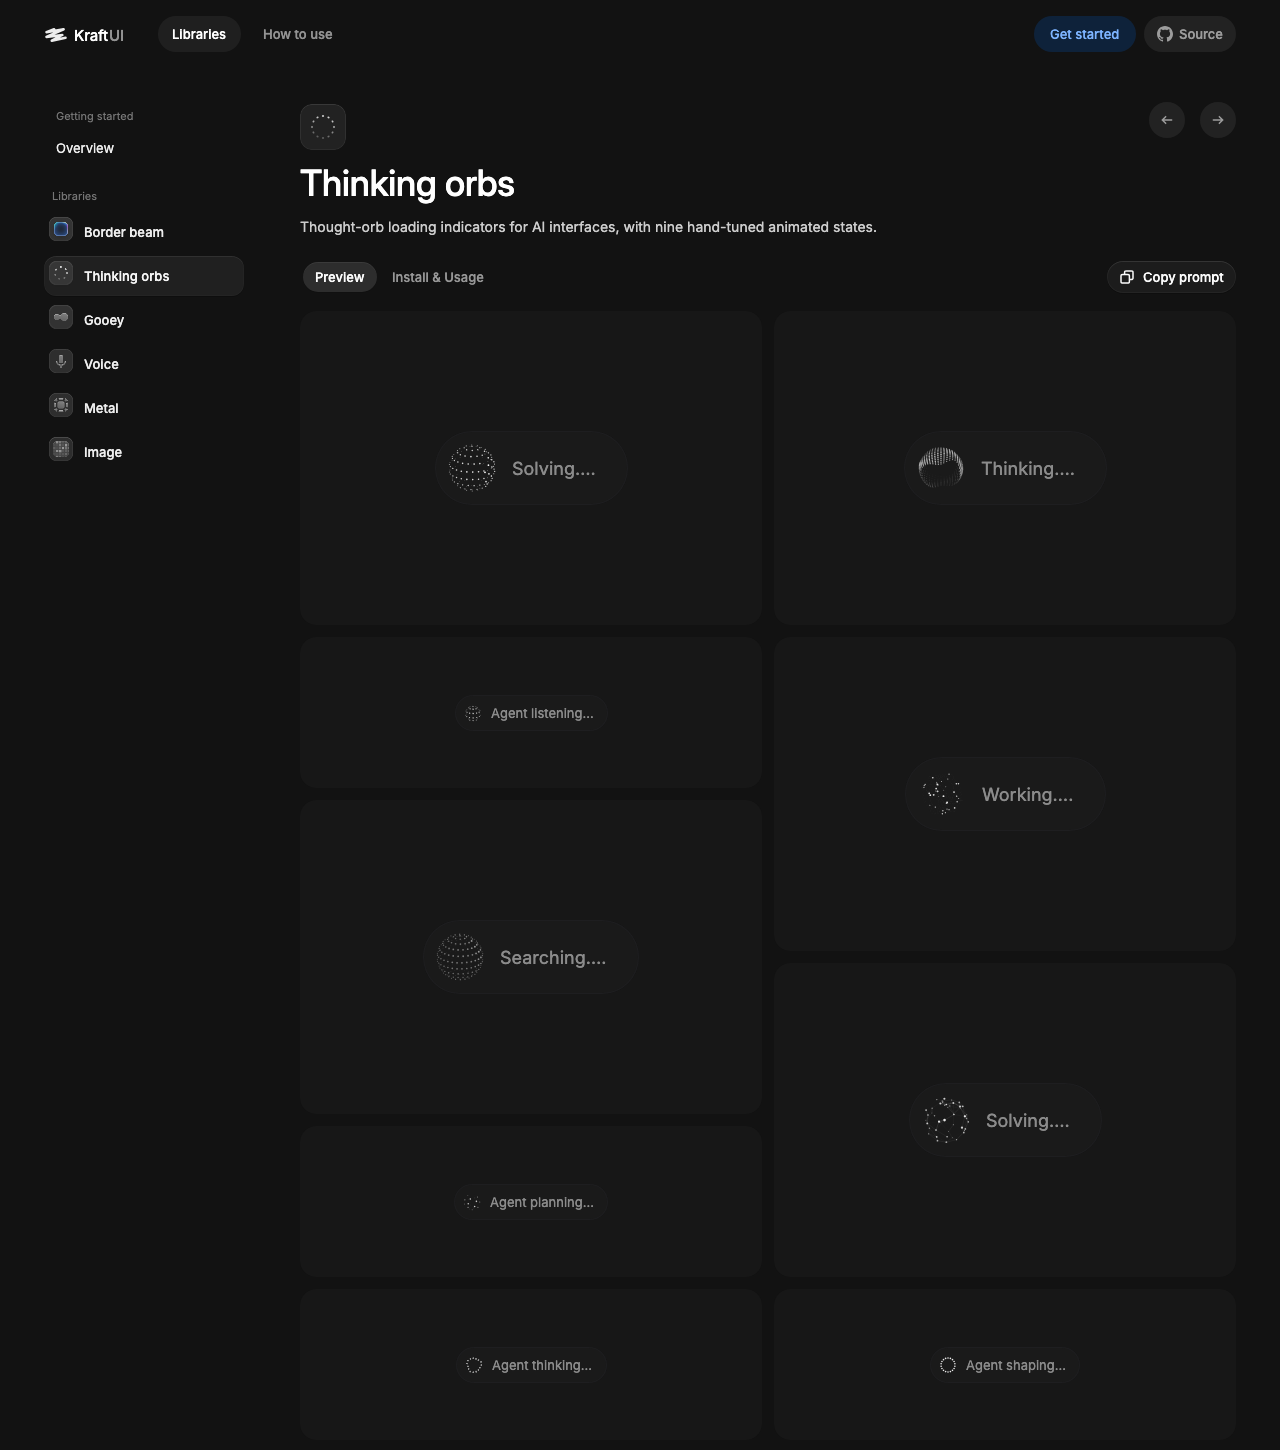 KraftUI
Libraries
How to use
Get started
Source
Getting started
Overview
Libraries
Border beam
Thinking orbs
Gooey
Voice
Metal
Image
Thinking orbs
Thought-orb loading indicators for AI interfaces, with nine hand-tuned animated states.
Preview
Install & Usage
Copy prompt
Solving....
Thinking....
Agent listening...
Working....
Searching....
Solving....
Agent planning...
Agent thinking...
Agent shaping...